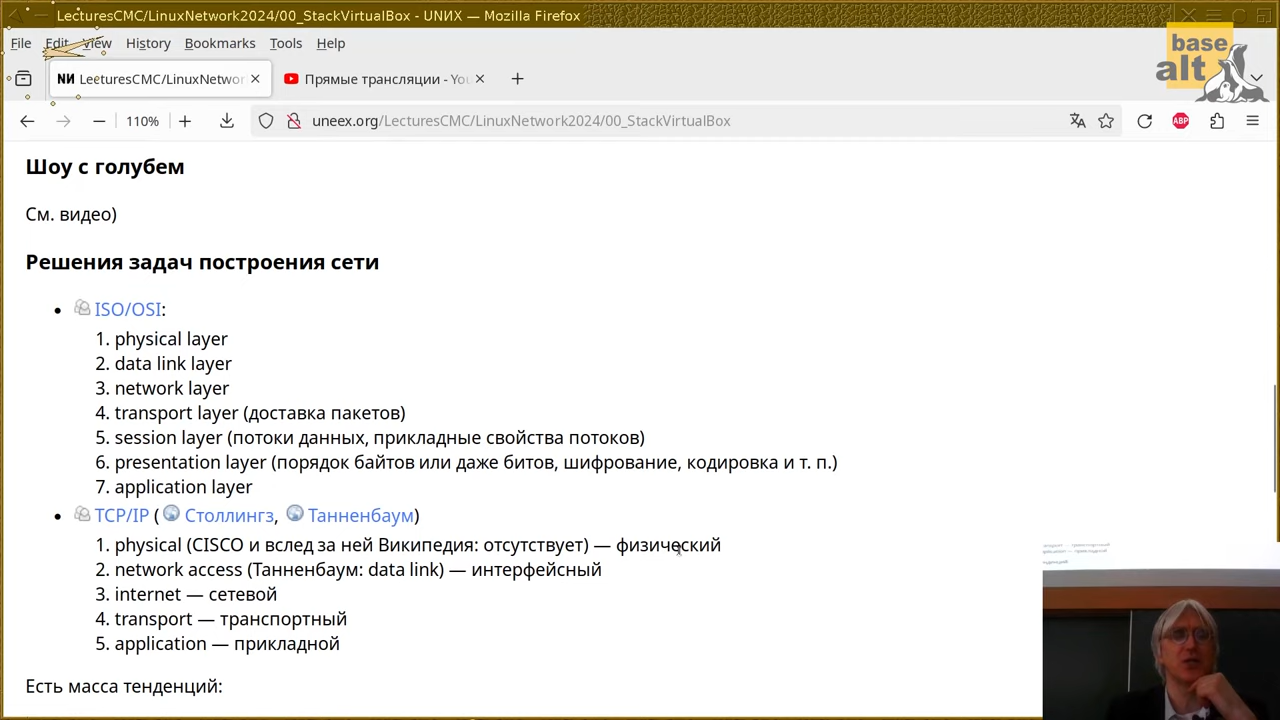 LecturesCMC/LinuxNetwork2024/00_StackVirtualBox - UNИX — Mozilla Firefox
File Edit View History Bookmarks Tools Help
base
alt
NИ LecturesCMC/LinuxNetwor
Прямые трансляции - You
110%
uneex.org/LecturesCMC/LinuxNetwork2024/00_StackVirtualBox
ABP
Шоу с голубем
См. видео)
Решения задач построения сети
ISO/OSI:
1. physical layer
2. data link layer
3. network layer
4. transport layer (доставка пакетов)
5. session layer (потоки данных, прикладные свойства потоков)
6. presentation layer (порядок байтов или даже битов, шифрование, кодировка и т. п.)
7. application layer
TCP/IP (Столлингз, Танненбаум)
1. physical (CISCO и вслед за ней Википедия: отсутствует) — физический
2. network access (Танненбаум: data link) — интерфейсный
3. internet — сетевой
4. transport — транспортный
5. application — прикладной
Есть масса тенденций: